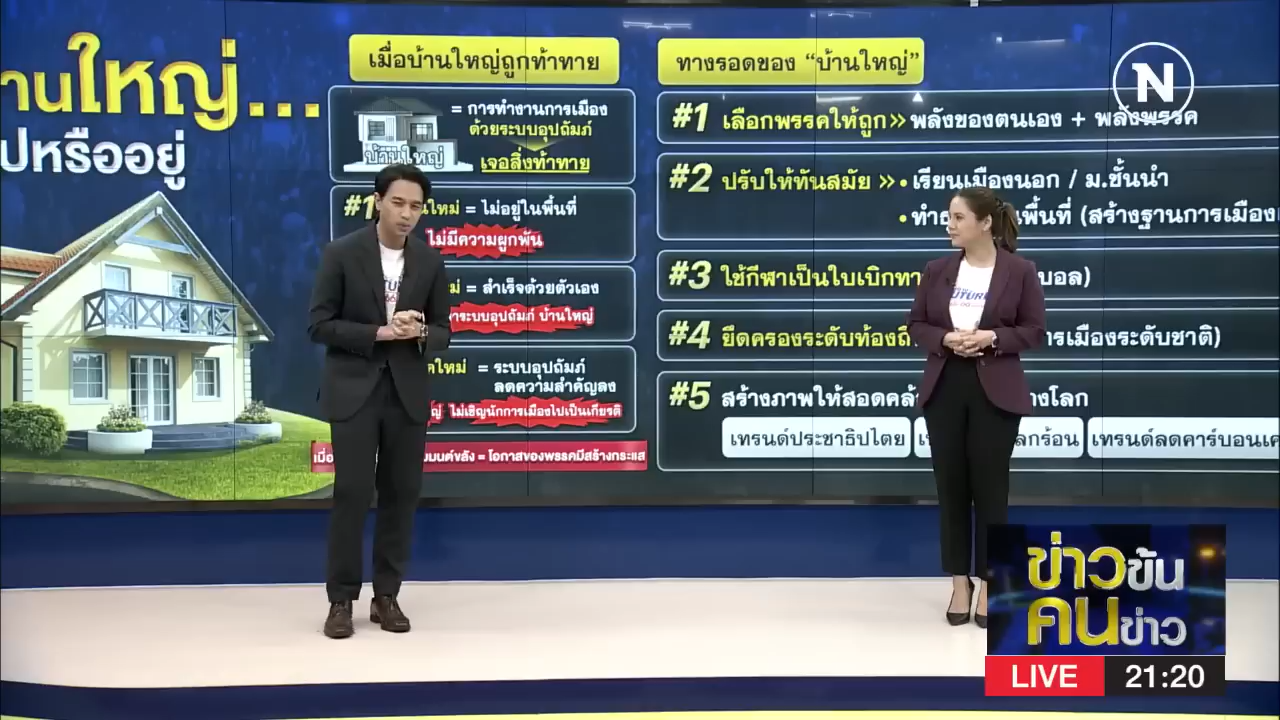 านใหญ่...
ปหรืออยู่
เมื่อบ้านใหญ่ถูกท้าทาย
บ้านใหญ่
= การทำงานการเมือง
ด้วยระบบอุปถัมภ์
เจอสิ่งท้าทาย
#1
นใหม่ = ไม่อยู่ในพื้นที่
ไม่มีความผูกพัน
= สำเร็จด้วยตัวเอง
ระบบอุปถัมภ์ บ้านใหญ่
ใหม่ = ระบบอุปถัมภ์
ลดความสำคัญลง
ไม่เชิญนักการเมืองไปเป็นเกียรติ
มนต์ขลัง = โอกาสของพรรคมีสร้างกระแส
ทางรอดของ “บ้านใหญ่”
#1 เลือกพรรคให้ถูก » พลังของตนเอง + พลังพรรค
#2 ปรับให้ทันสมัย » • เรียนเมืองนอก / ม.ชั้นนำ
• ทำ พื้นที่ (สร้างฐานการเมือง
#3 ใช้กีฬาเป็นใบเบิกทา บอล)
#4 ยึดครองระดับท้องถิ การเมืองระดับชาติ)
#5 สร้างภาพให้สอดคล้ างโลก
เทรนด์ประชาธิปไตย
ลกร้อน
เทรนด์ลดคาร์บอนเค
N
FUTURE
ข่าวข้น
คนข่าว
LIVE 21:20